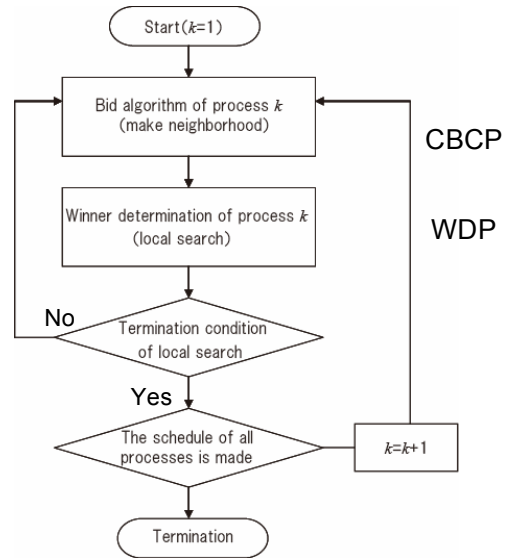 Start(k=1)
Bid algorithm of process k
(make neighborhood)
CBCP
Winner determination of process k
(local search)
WDP
No
Termination condition
of local search
Yes
The schedule of all
processes is made
k=k+1
Termination